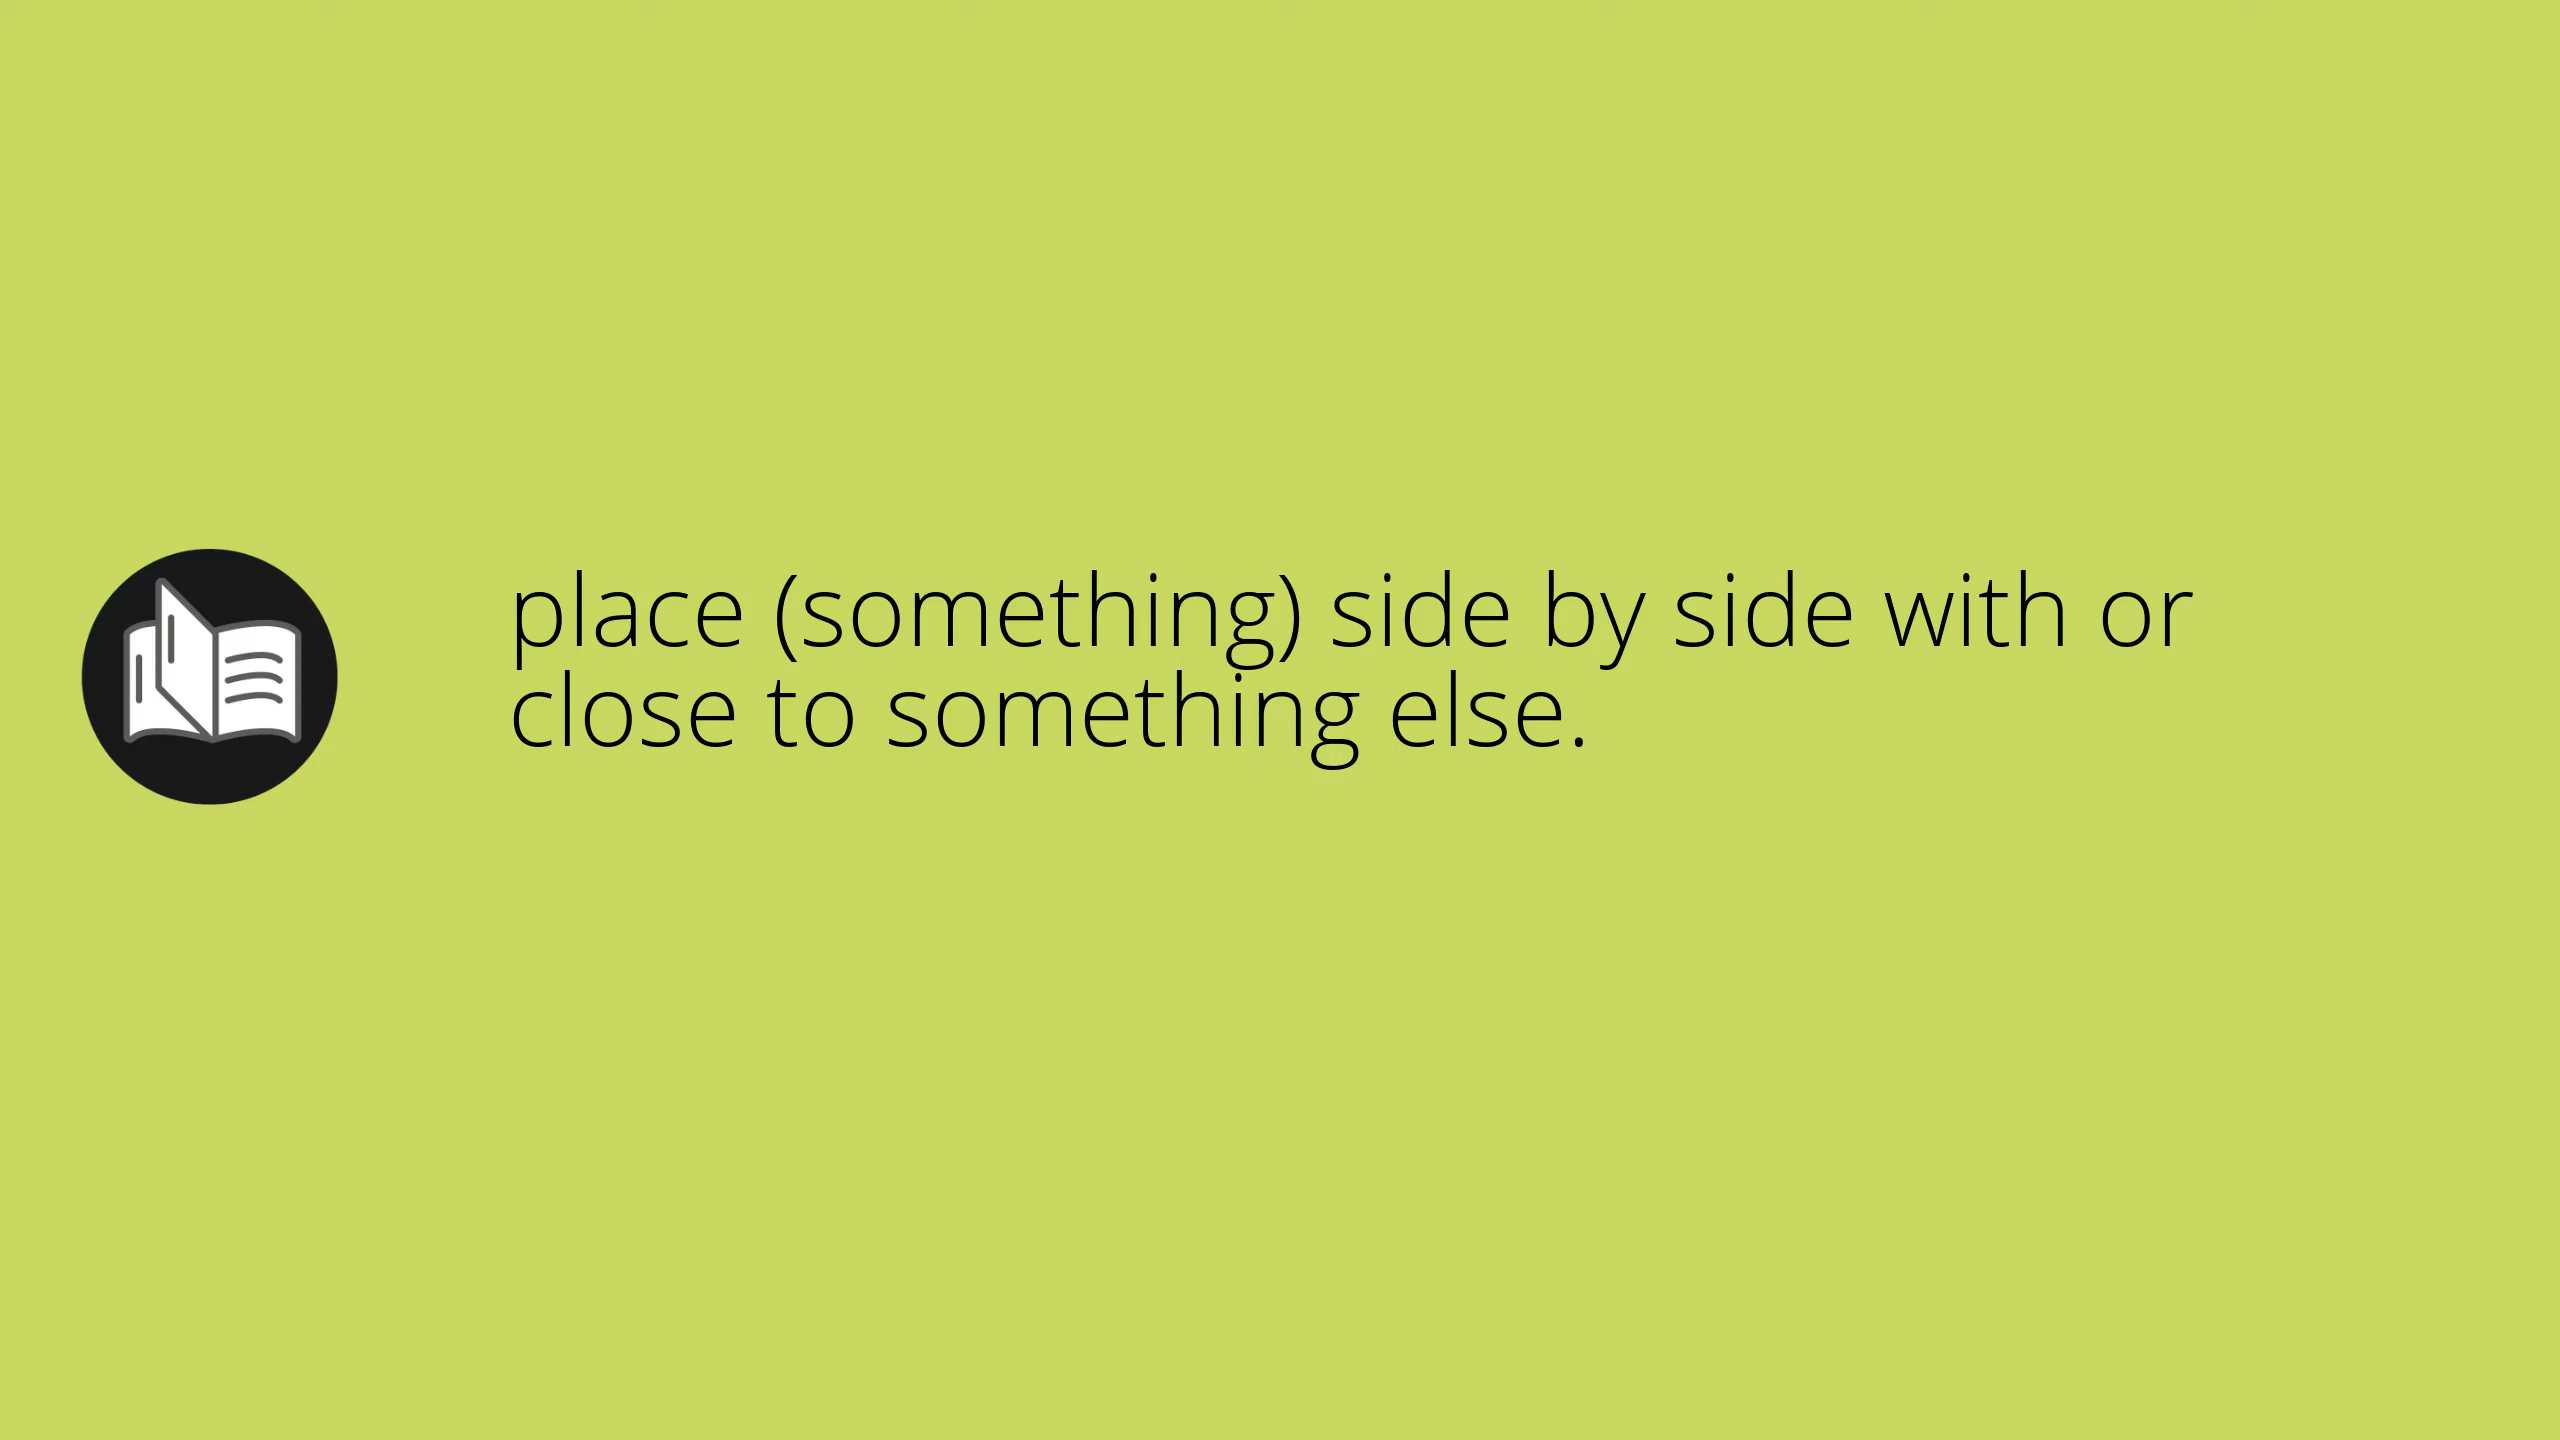 place (something) side by side with or
close to something else.